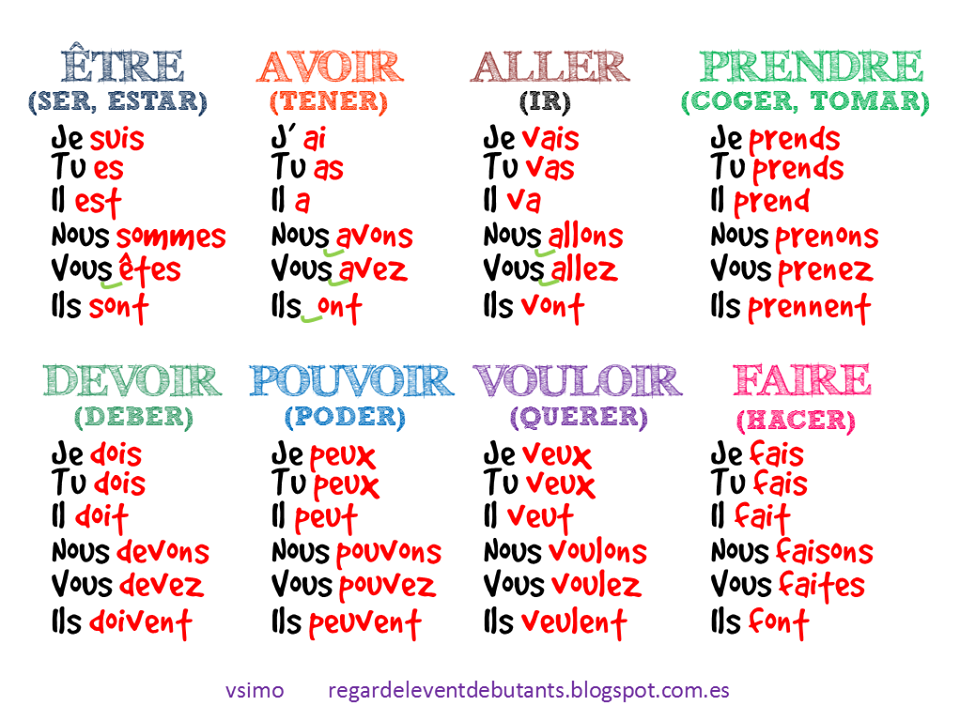 ÊTRE
(SER, ESTAR)
Je suis
Tu es
Il est
Nous sommes
Vous êtes
Ils sont
AVOIR
(TENER)
J' ai
Tu as
Il a
Nous avons
Vous avez
Ils ont
ALLER
(IR)
Je vais
Tu vas
Il va
Nous allons
Vous allez
Ils vont
PRENDRE
(COGER, TOMAR)
Je prends
Tu prends
Il prend
Nous prenons
Vous prenez
Ils prennent
DEVOIR
(DEBER)
Je dois
Tu dois
Il doit
Nous devons
Vous devez
Ils doivent
POUVOIR
(PODER)
Je peux
Tu peux
Il peut
Nous pouvons
Vous pouvez
Ils peuvent
VOULOIR
(QUERER)
Je veux
Tu veux
Il veut
Nous voulons
Vous voulez
Ils veulent
FAIRE
(HACER)
Je fais
Tu fais
Il fait
Nous faisons
Vous faites
Ils font
vsimo regardeleventdebutants.blogspot.com.es